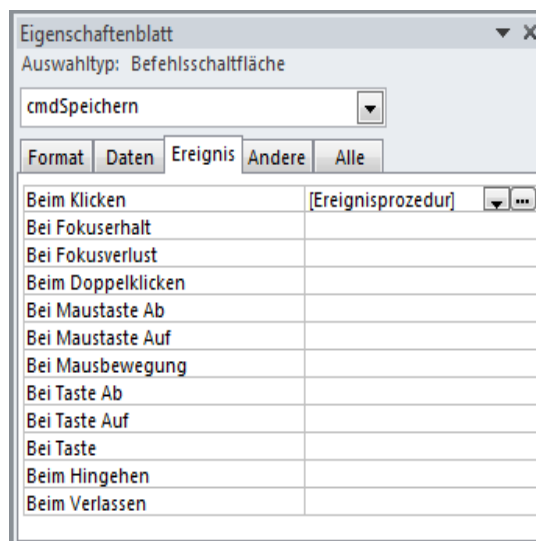 Eigenschaftenblatt
Auswahltyp: Befehlsschaltfläche
cmdSpeichern
Format Daten Ereignis Andere Alle
Beim Klicken [Ereignisprozedur]
Bei Fokuserhalt
Bei Fokusverlust
Beim Doppelklicken
Bei Maustaste Ab
Bei Maustaste Auf
Bei Mausbewegung
Bei Taste Ab
Bei Taste Auf
Bei Taste
Beim Hingehen
Beim Verlassen